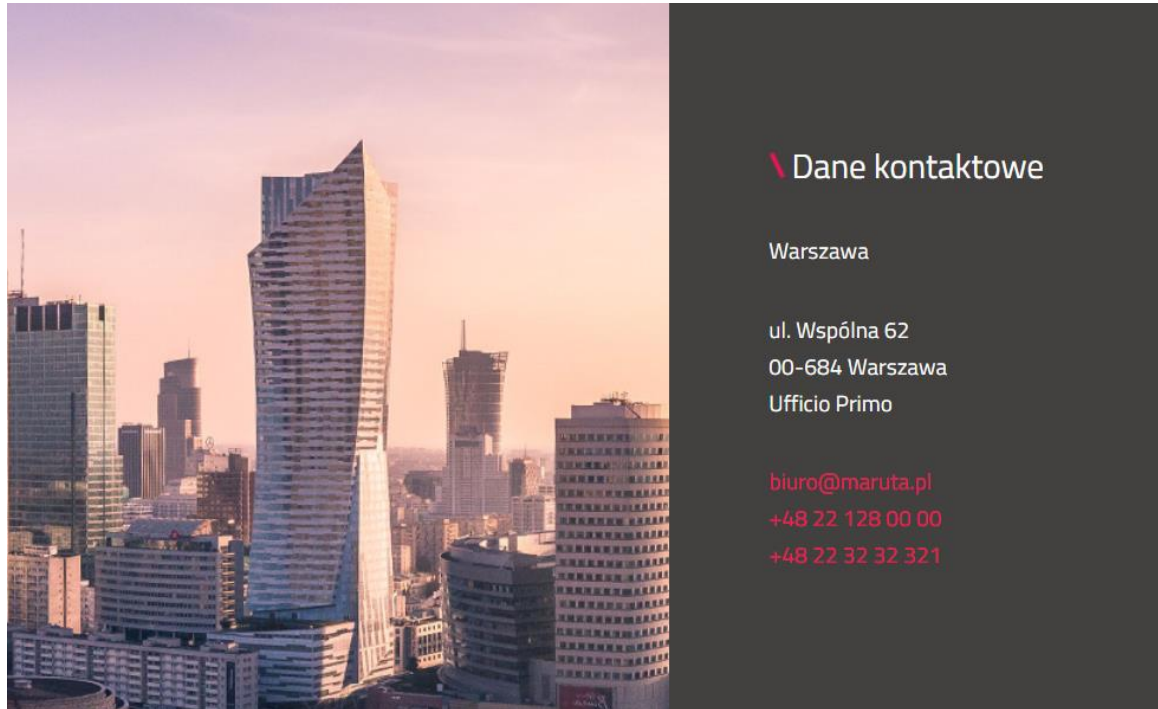 \ Dane kontaktowe
Warszawa
ul. Wspólna 62
00-684 Warszawa
Ufficio Primo
biuro@maruta.pl
+48 22 128 00 00
+48 22 32 32 321